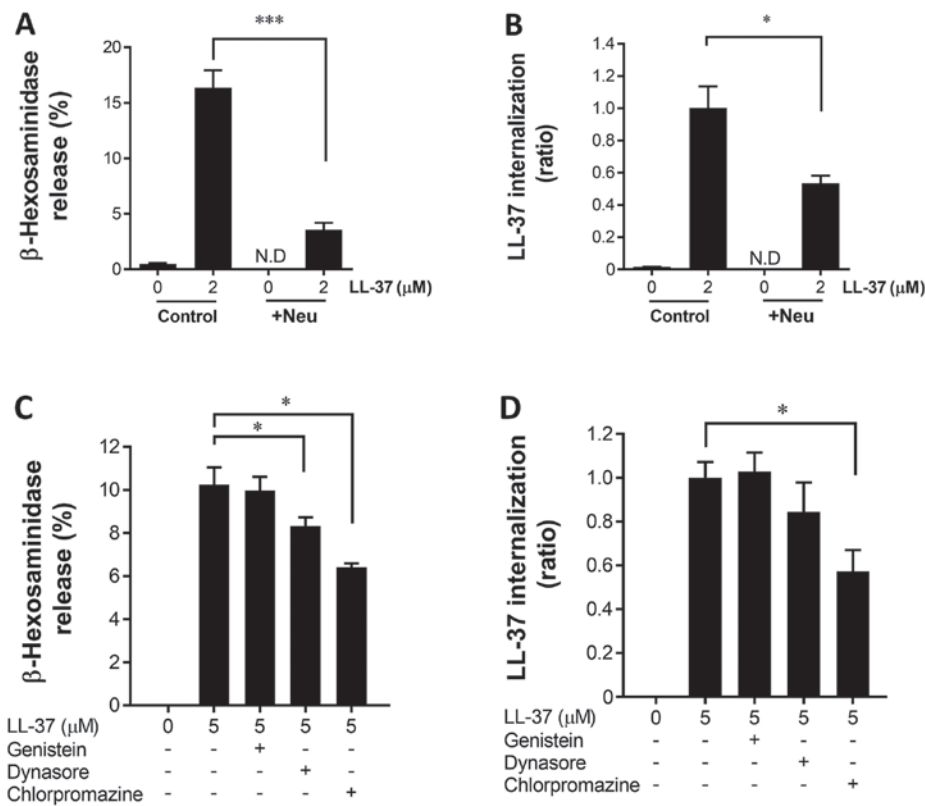 A
β-Hexosaminidase
release (%)
20
15
10
5
0
***
N.D
0 2 0 2 LL-37 (μM)
Control +Neu
B
LL-37 internalization
(ratio)
1.4
1.2
1.0
0.8
0.6
0.4
0.2
0
*
N.D
0 2 0 2 LL-37 (μM)
Control +Neu
C
β-Hexosaminidase
release (%)
12
10
8
6
4
2
0
*
*
LL-37 (μM) 0 5 5 5 5
Genistein - - + - -
Dynasore - - - + -
Chlorpromazine - - - - +
D
LL-37 internalization
(ratio)
1.2
1.0
0.8
0.6
0.4
0.2
0
*
LL-37 (μM) 0 5 5 5 5
Genistein - - + - -
Dynasore - - - + -
Chlorpromazine - - - - +